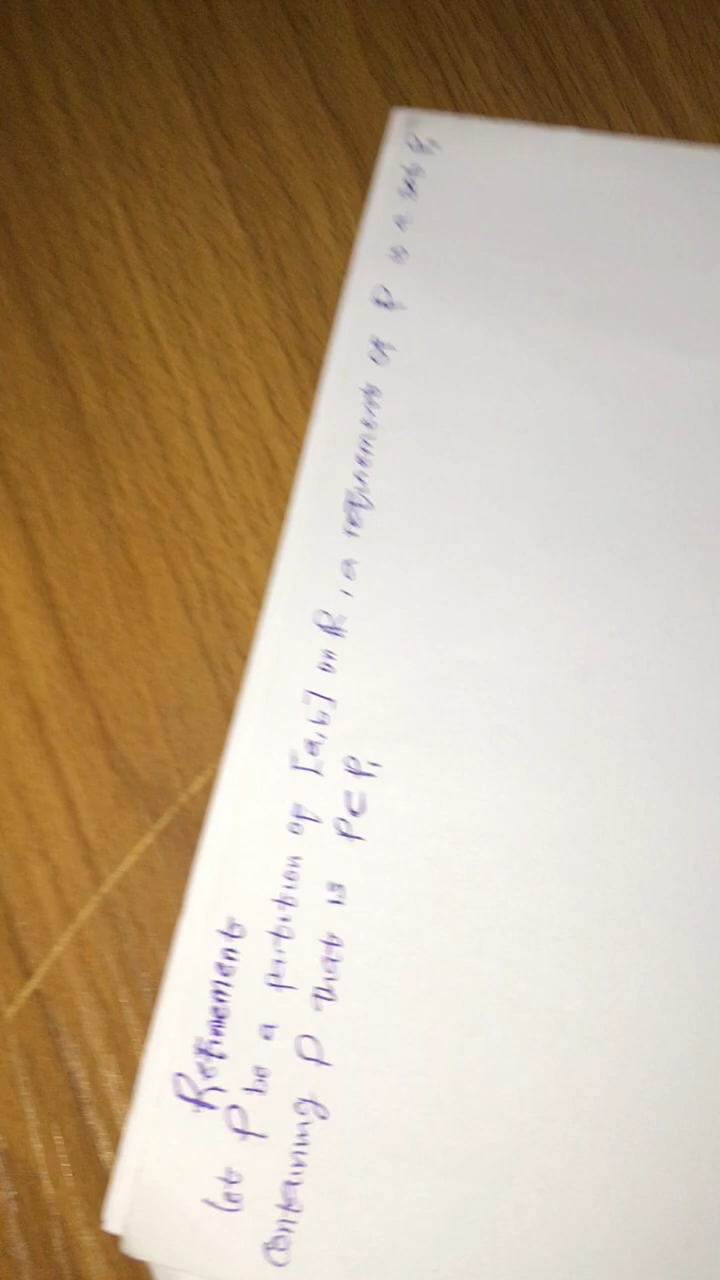 Refinement
let P be a partition of [a,b] on R, a refinement of P is a set P₁
Containing P that is P⊂P₁